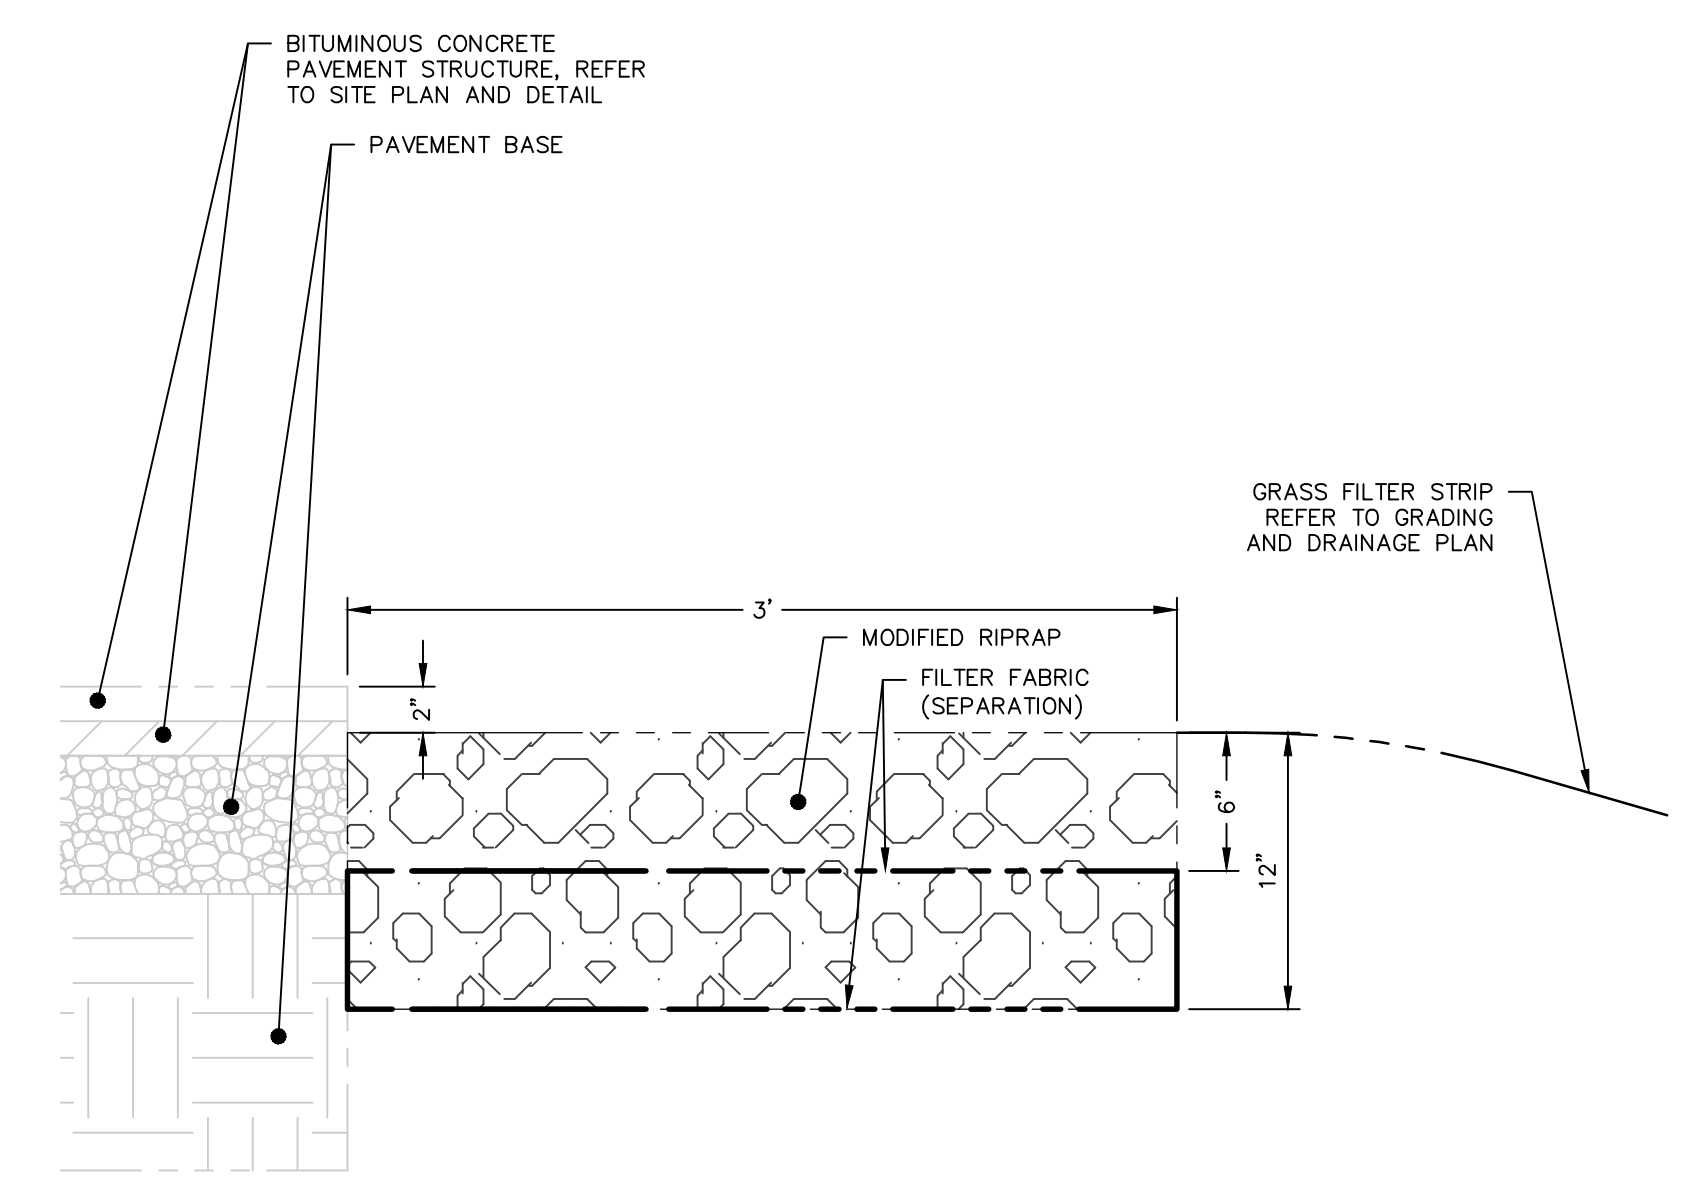 BITUMINOUS CONCRETE
PAVEMENT STRUCTURE, REFER
TO SITE PLAN AND DETAIL
PAVEMENT BASE
GRASS FILTER STRIP
REFER TO GRADING
AND DRAINAGE PLAN
3'
MODIFIED RIPRAP
FILTER FABRIC
(SEPARATION)
2"
6"
12"